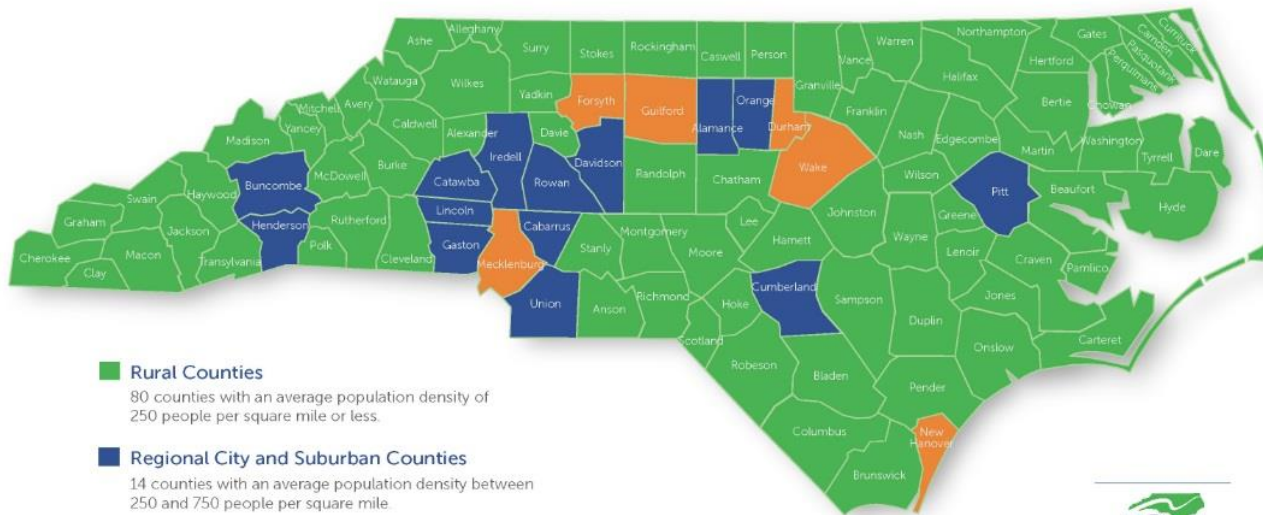 Alleghany
Ashe
Surry
Stokes
Rockingham
Caswell
Person
Warren
Northampton
Gates
Currituck
Camden
Pasquotank
Perquimans
Vance
Granville
Hertford
Halifax
Watauga
Wilkes
Yadkin
Forsyth
Guilford
Orange
Alamance
Durham
Franklin
Bertie
Chowan
Mitchell
Avery
Yancey
Madison
Caldwell
Alexander
Davie
Iredell
Davidson
Nash
Edgecombe
Martin
Washington
Tyrrell
Dare
Burke
McDowell
Buncombe
Haywood
Swain
Catawba
Rowan
Randolph
Chatham
Wake
Wilson
Pitt
Beaufort
Hyde
Graham
Jackson
Henderson
Rutherford
Lincoln
Cabarrus
Lee
Johnston
Greene
Cherokee
Clay
Macon
Transylvania
Polk
Cleveland
Gaston
Mecklenburg
Stanly
Montgomery
Moore
Harnett
Wayne
Lenoir
Craven
Pamlico
Union
Anson
Richmond
Hoke
Cumberland
Sampson
Jones
Scotland
Duplin
Onslow
Carteret
Robeson
Bladen
Pender
Columbus
New
Hanover
Brunswick
Rural Counties
80 counties with an average population density of
250 people per square mile or less.
Regional City and Suburban Counties
14 counties with an average population density between
250 and 750 people per square mile.